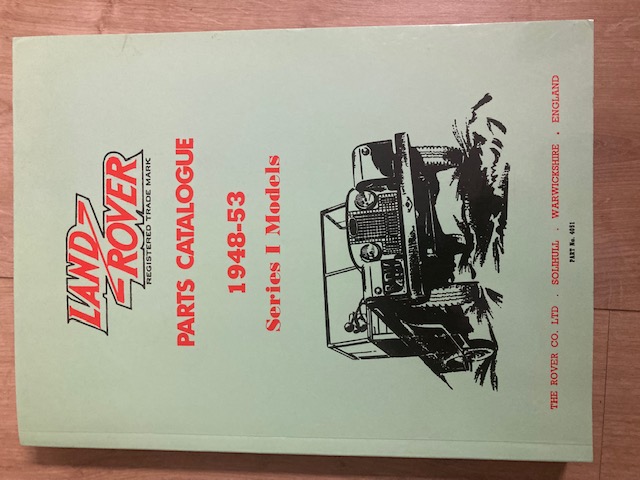 LAND
ROVER
REGISTERED TRADE MARK
PARTS CATALOGUE
1948-53
Series I Models
THE ROVER CO. LTD . SOLIHULL . WARWICKSHIRE . ENGLAND
PART No. 4051